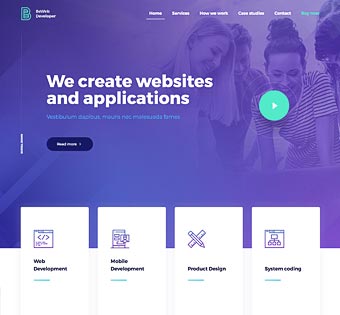 BeWeb
Developer
Home Services How we work Case studies Contact Buy now
We create websites
and applications
Vestibulum dapibus, mauris nec malesuada fames
Read more
Web
Development
Mobile
Development
Product Design
System coding